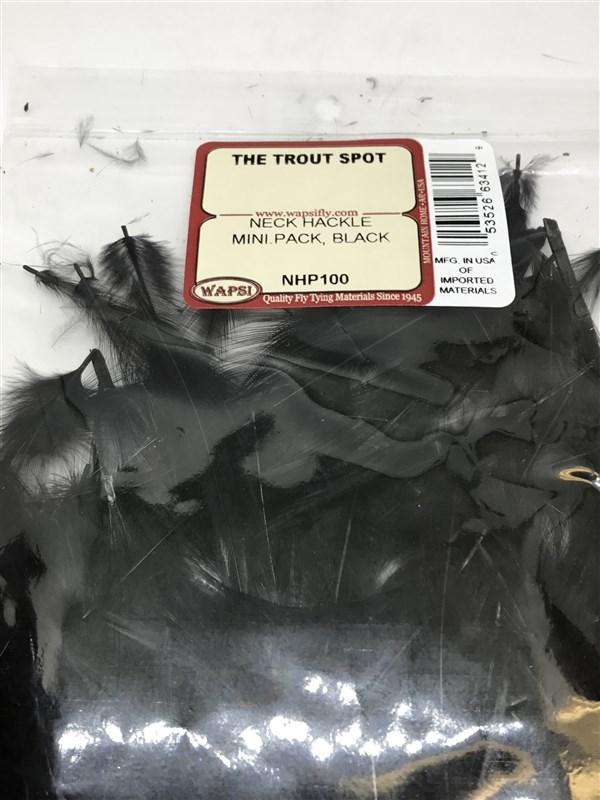 THE TROUT SPOT
www.wapsifly.com
NECK HACKLE
MINI.PACK, BLACK
NHP100
WAPSI
Quality Fly Tying Materials Since 1945
MOUNTAIN HOME•AR•USA
53526 63412 9
C
MFG. IN USA
OF
IMPORTED
MATERIALS